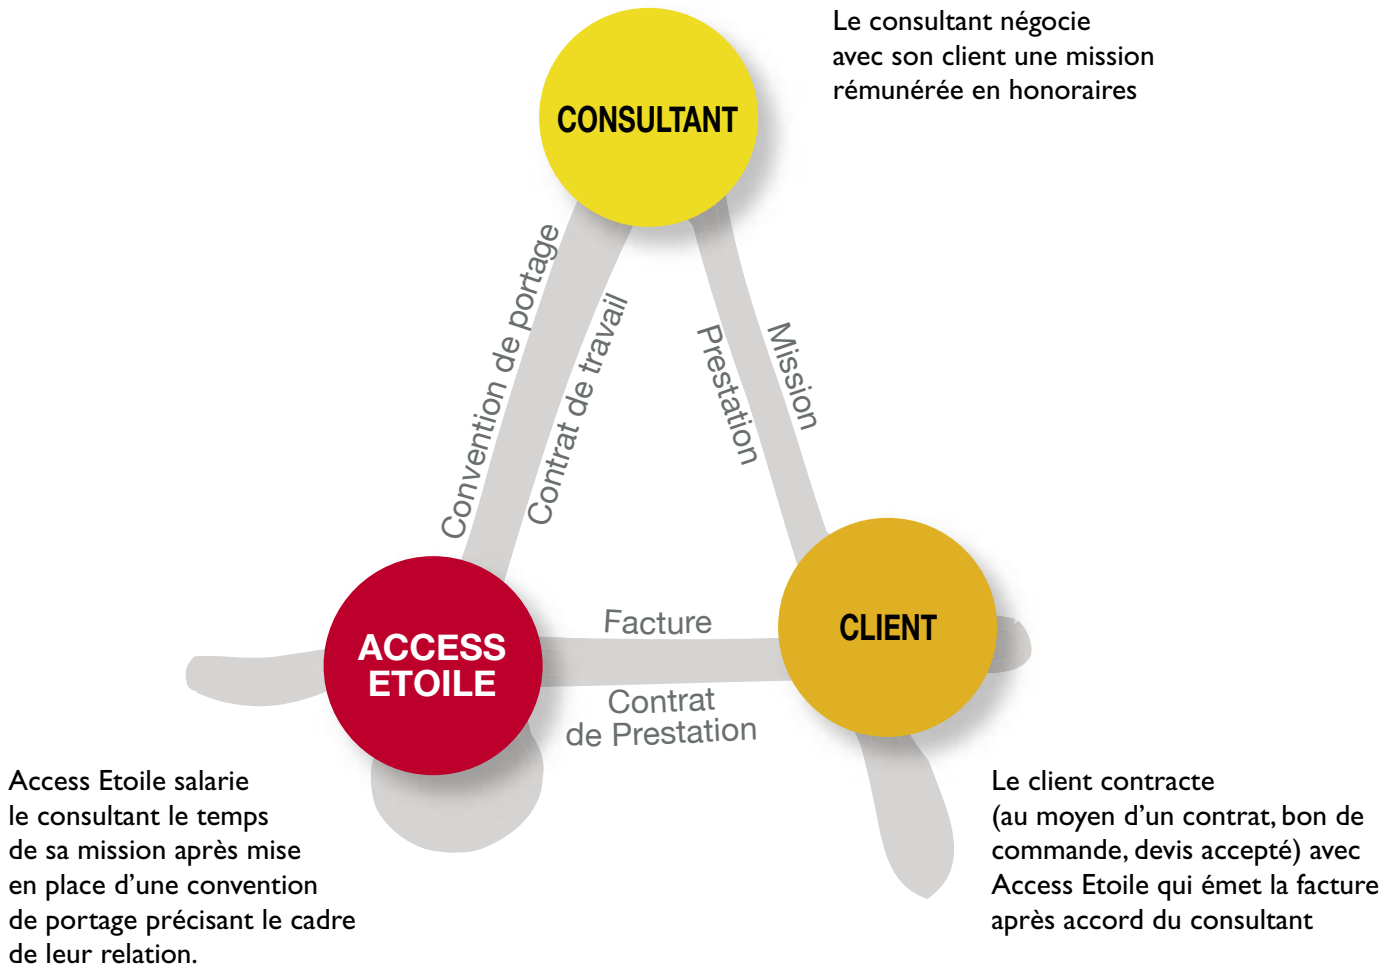 Le consultant négocie
avec son client une mission
rémunérée en honoraires
CONSULTANT
Convention de portage
Contrat de travail
Prestation
Mission
ACCESS
ETOILE
Facture
Contrat
de Prestation
CLIENT
Access Etoile salarie
le consultant le temps
de sa mission après mise
en place d’une convention
de portage précisant le cadre
de leur relation.
Le client contracte
(au moyen d’un contrat, bon de
commande, devis accepté) avec
Access Etoile qui émet la facture
après accord du consultant